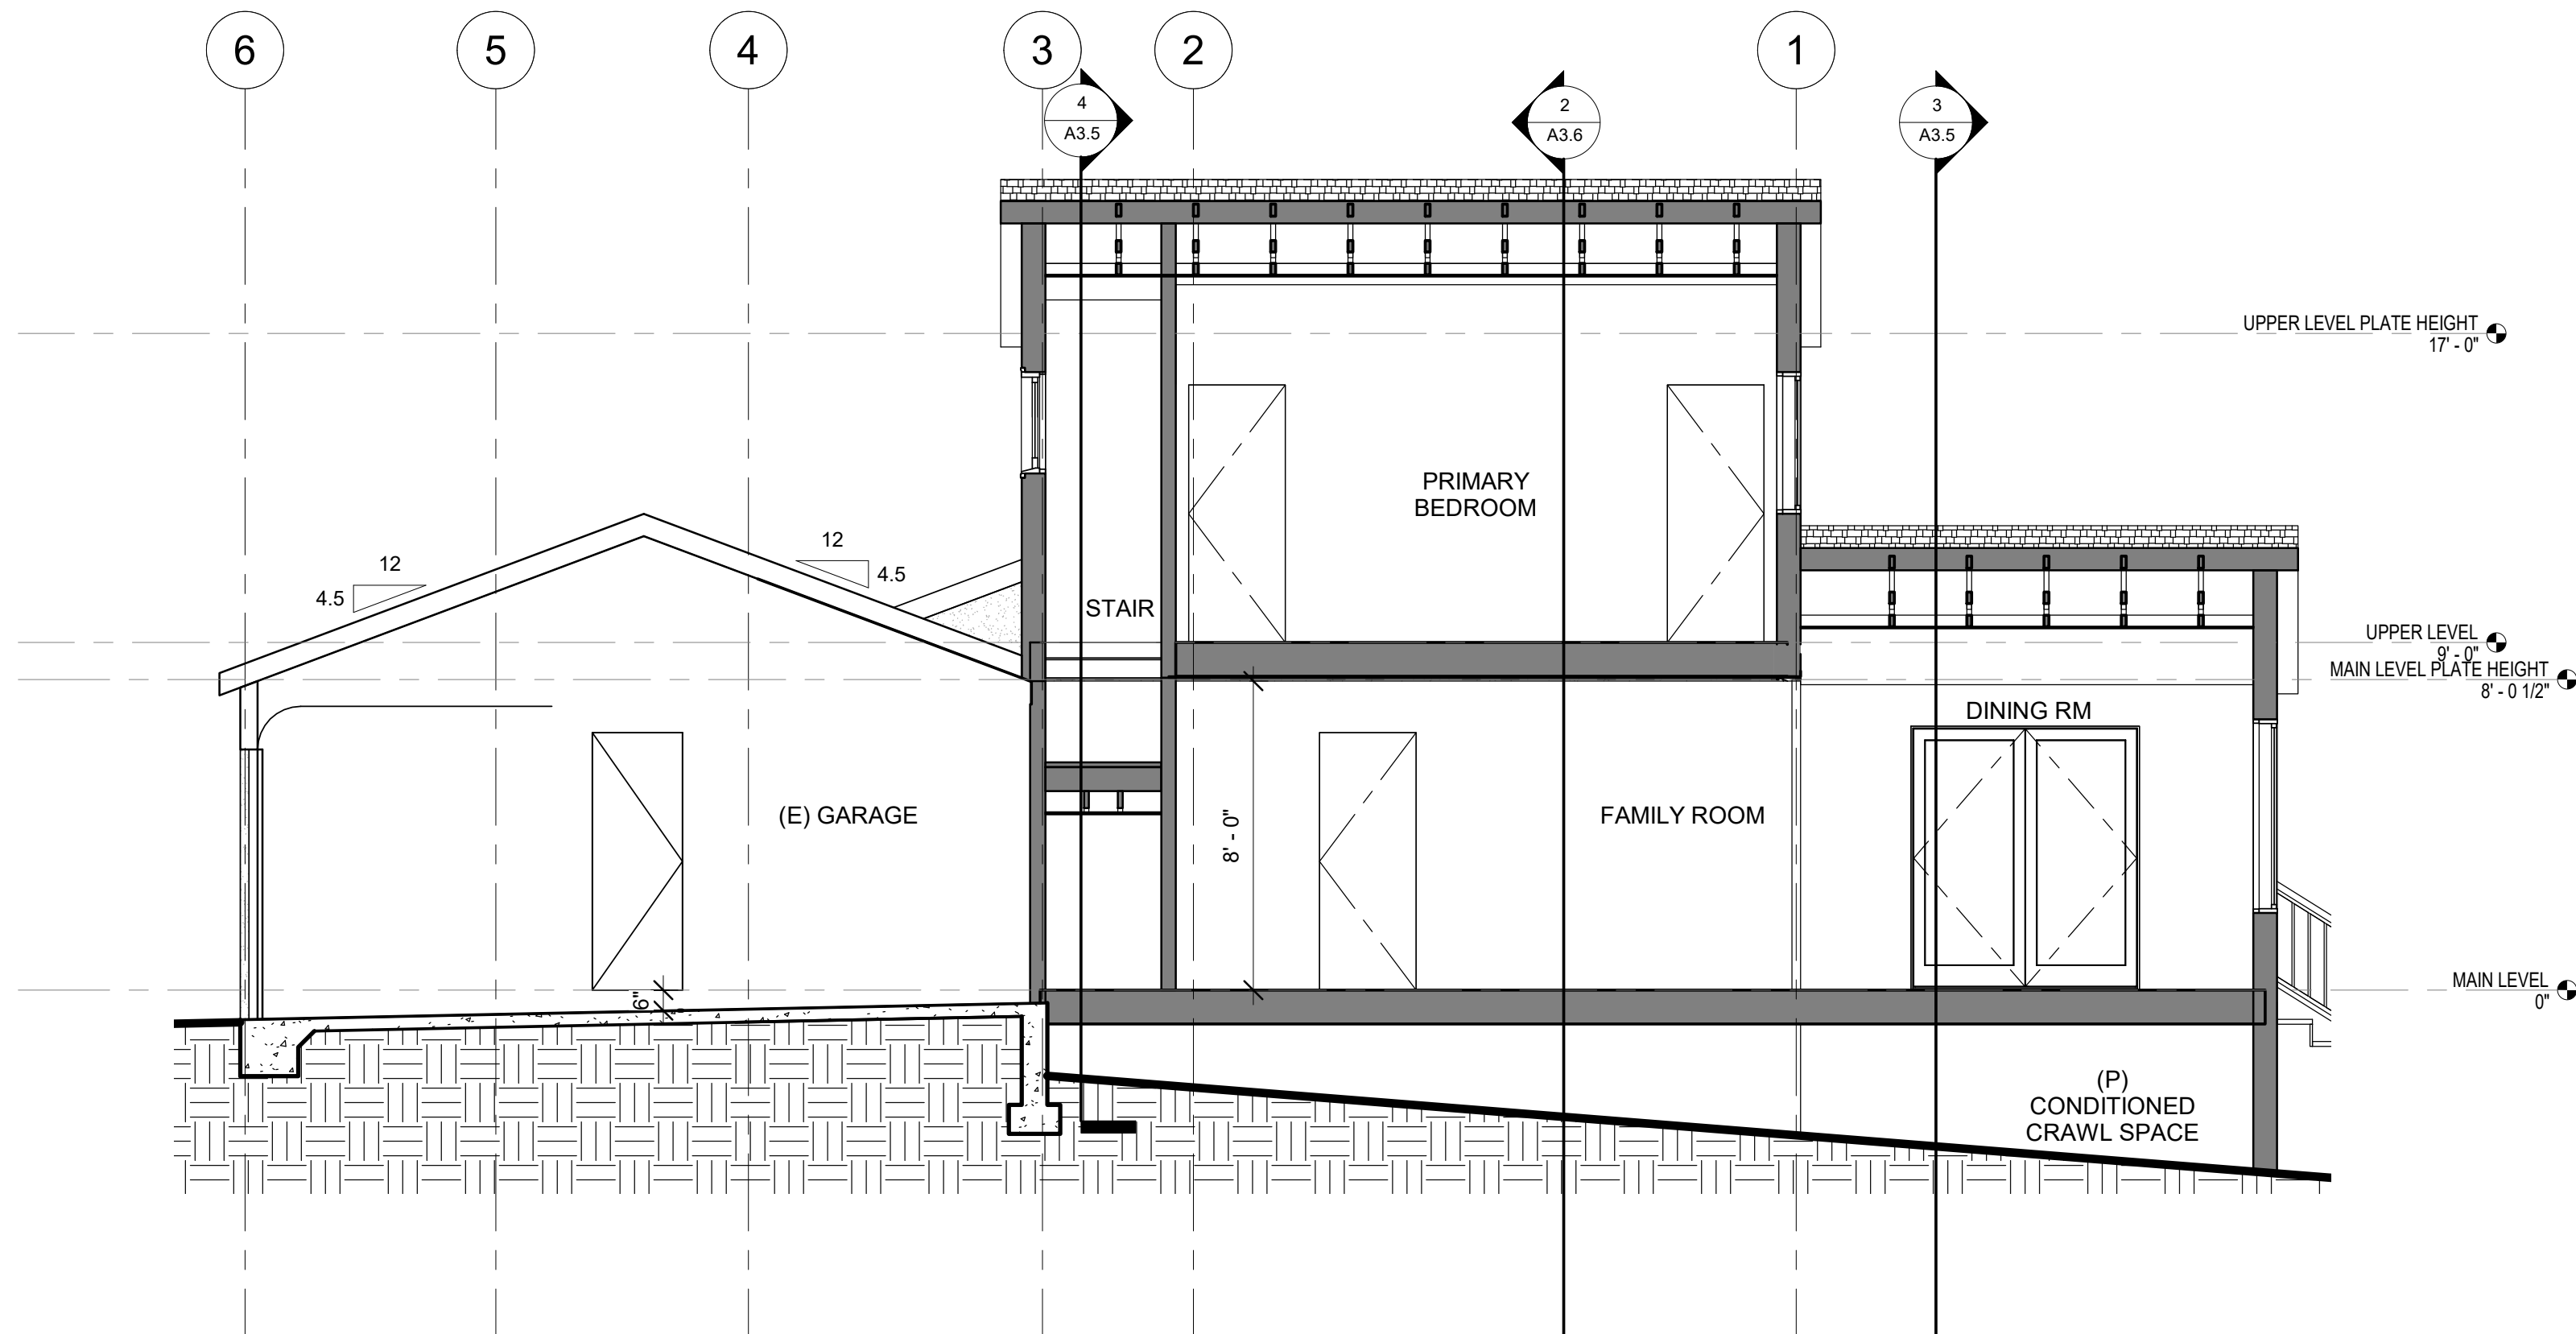 6
5
4
3
2
1
4
A3.5
2
A3.6
3
A3.5
UPPER LEVEL PLATE HEIGHT
17' - 0"
PRIMARY
BEDROOM
12
4.5
12
4.5
STAIR
UPPER LEVEL
9' - 0"
MAIN LEVEL PLATE HEIGHT
8' - 0 1/2"
DINING RM
(E) GARAGE
8' - 0"
FAMILY ROOM
6"
MAIN LEVEL
0"
(P)
CONDITIONED
CRAWL SPACE